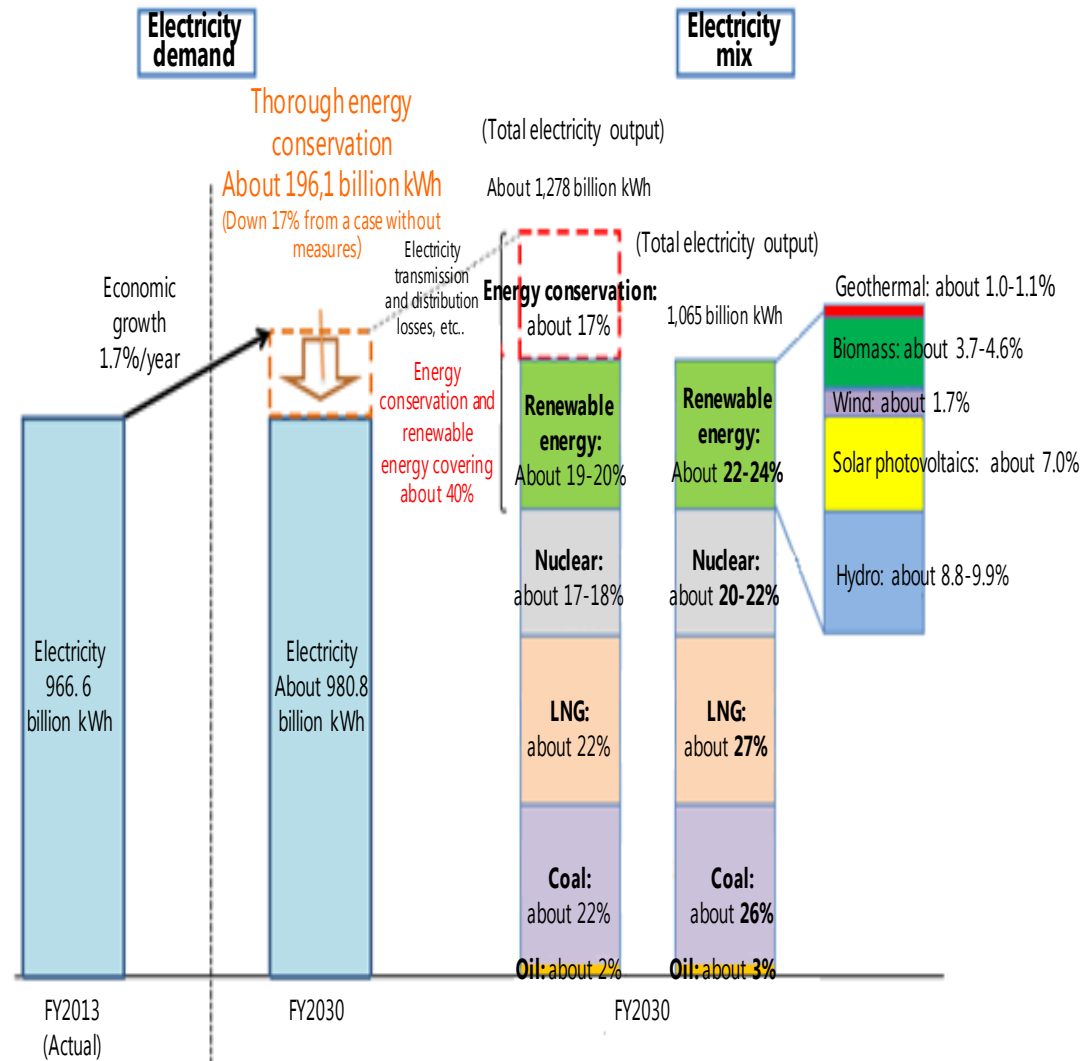 Electricity
demand
Electricity
mix
Thorough energy
conservation
About 196,1 billion kWh
(Down 17% from a case without
measures)
(Total electricity output)
About 1,278 billion kWh
(Total electricity output)
1,065 billion kWh
Economic
growth
1.7%/year
Electricity
transmission
and distribution
losses, etc..
Energy
conservation and
renewable
energy covering
about 40%
Electricity
966. 6
billion kWh
Electricity
About 980.8
billion kWh
Energy conservation:
about 17%
Renewable
energy:
About 19-20%
Nuclear:
about 17-18%
LNG:
about 22%
Coal:
about 22%
Oil: about 2%
Renewable
energy:
About 22-24%
Nuclear:
about 20-22%
LNG:
about 27%
Coal:
about 26%
Oil: about 3%
Geothermal: about 1.0-1.1%
Biomass: about 3.7-4.6%
Wind: about 1.7%
Solar photovoltaics: about 7.0%
Hydro: about 8.8-9.9%
FY2013
(Actual)
FY2030
FY2030